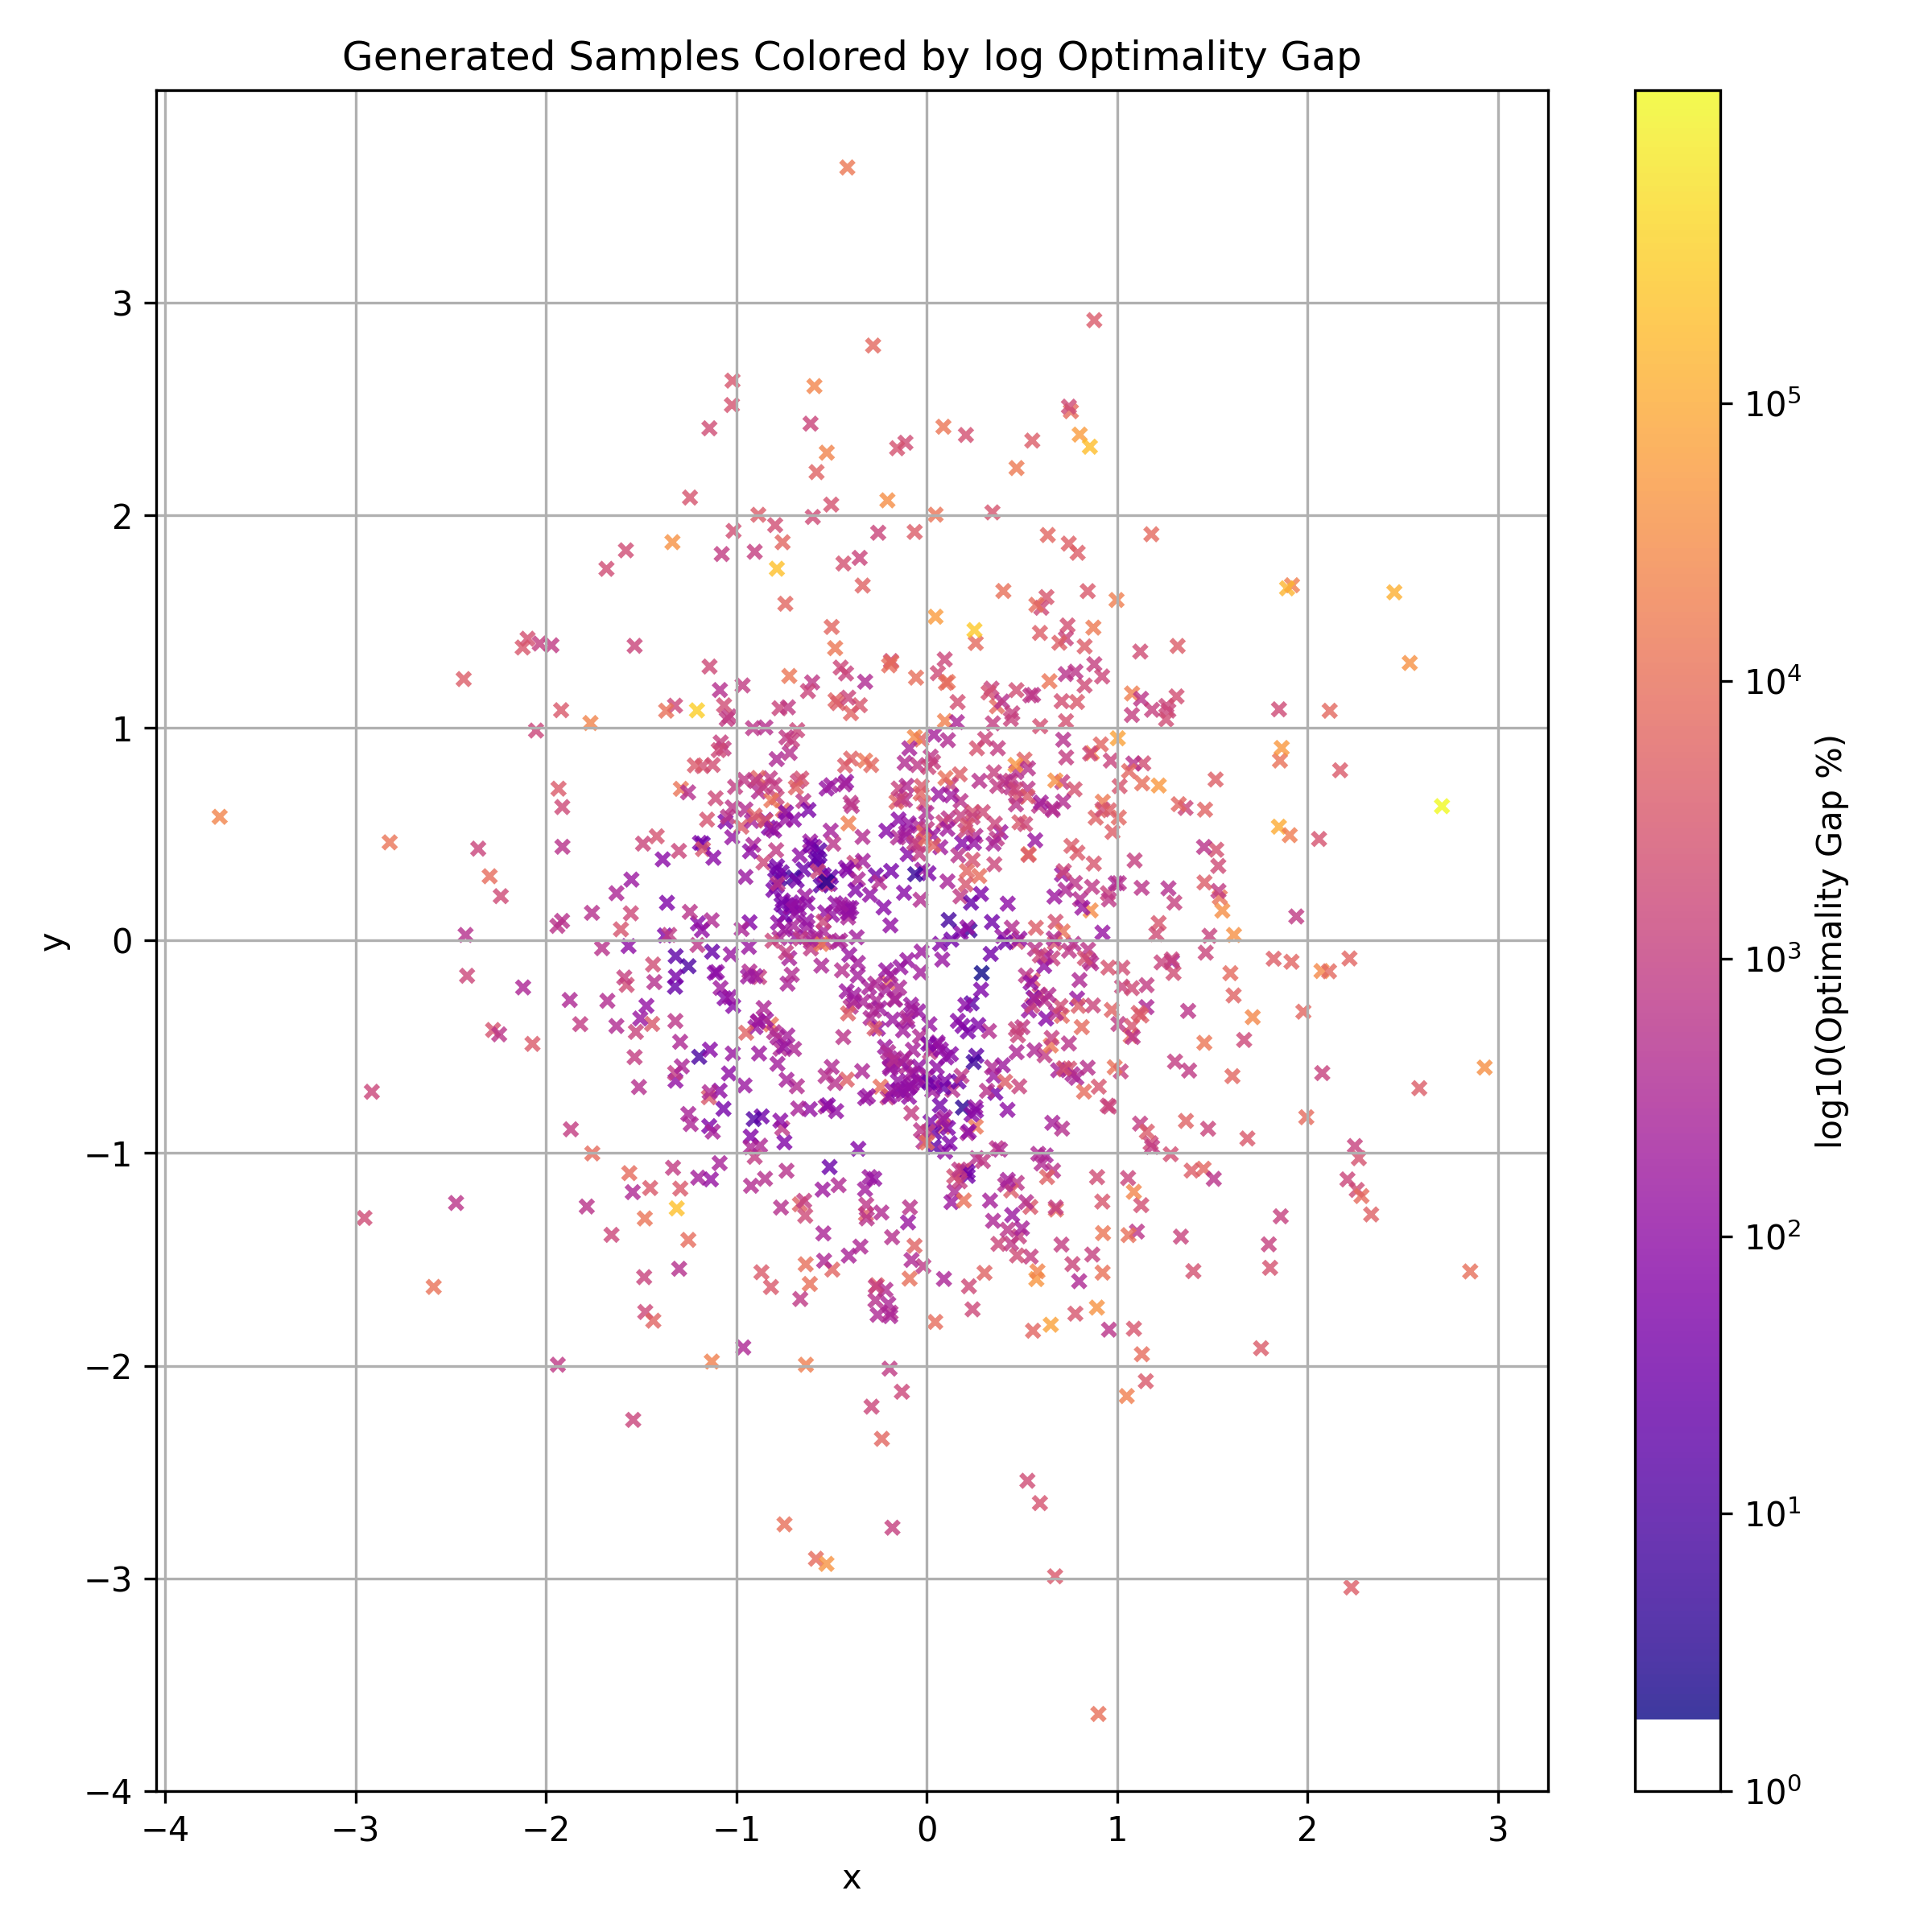 Generated Samples Colored by log Optimality Gap
3
2
1
0
−1
−2
−3
−4
y
−4 −3 −2 −1 0 1 2 3
x
10^5
10^4
10^3
10^2
10^1
10^0
log10(Optimality Gap %)